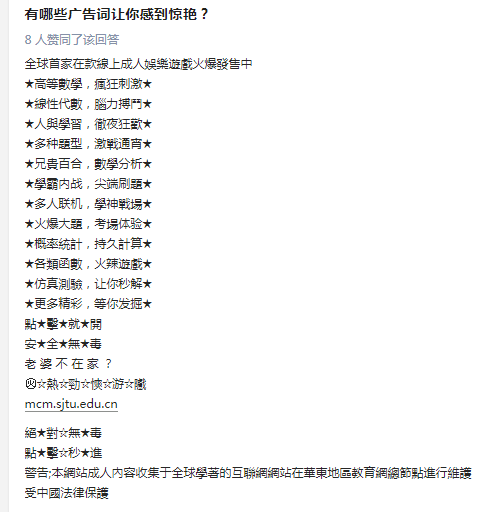 有哪些广告词让你感到惊艳？
8 人赞同了该回答
全球首家在款線上成人娛樂遊戲火爆發售中
★高等數學，瘋狂刺激★
★線性代數，腦力搏鬥★
★人與學習，徹夜狂歡★
★多种題型，激戰通宵★
★兄貴百合，數學分析★
★學霸内战，尖端刷題★
★多人联机，學神戰場★
★火爆大題，考場体验★
★概率統計，持久計算★
★各類函數，火辣遊戲★
★仿真測驗，让你秒解★
★更多精彩，等你发掘★
點★擊★就★開
安★全★無★毒
老 婆 不 在 家 ？
☆熱☆勁☆慡☆游☆戲
mcm.sjtu.edu.cn
絕★對☆無★毒
點★擊☆秒★進
警告;本網站成人内容收集于全球學著的互聯網網站在華東地區教育網總節點進行維護
受中國法律保護